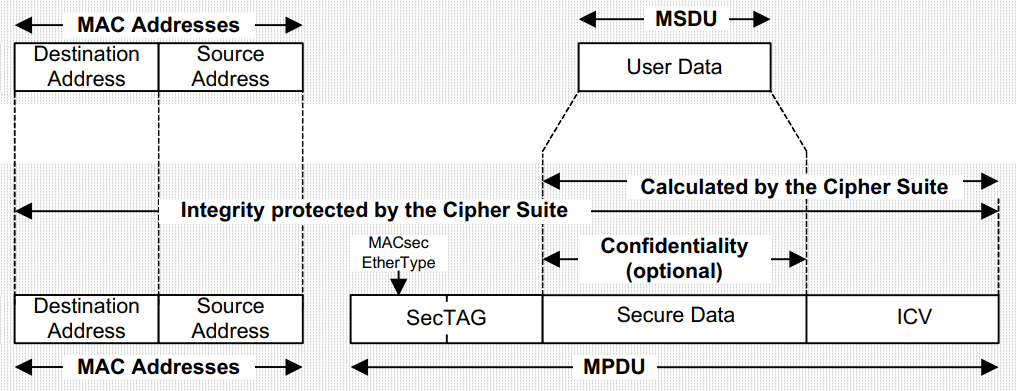 MAC Addresses
MSDU
Destination Address
Source Address
User Data
Calculated by the Cipher Suite
Integrity protected by the Cipher Suite
MACsec
EtherType
Confidentiality
(optional)
Destination Address
Source Address
SecTAG
Secure Data
ICV
MAC Addresses
MPDU